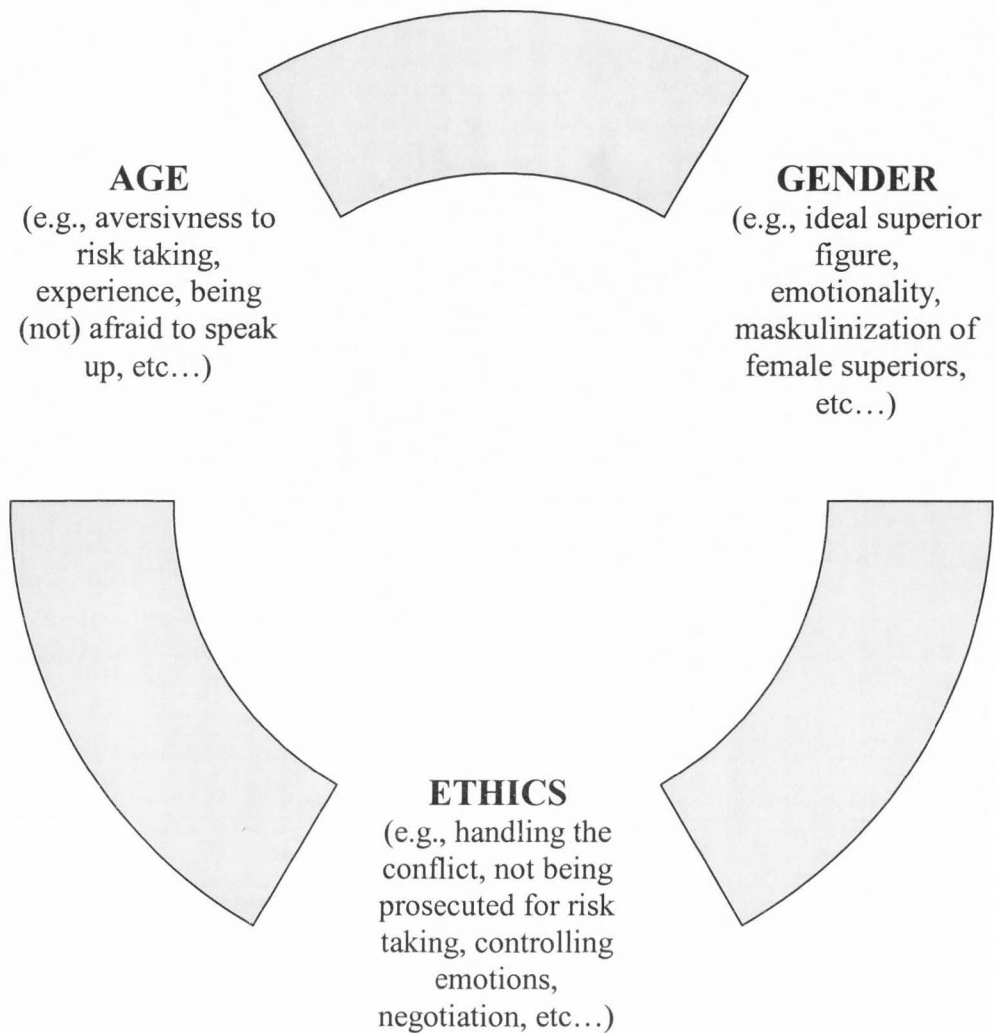 AGE
(e.g., aversivness to
risk taking,
experience, being
(not) afraid to speak
up, etc…)
GENDER
(e.g., ideal superior
figure,
emotionality,
maskulinization of
female superiors,
etc…)
ETHICS
(e.g., handling the
conflict, not being
prosecuted for risk
taking, controlling
emotions,
negotiation, etc…)